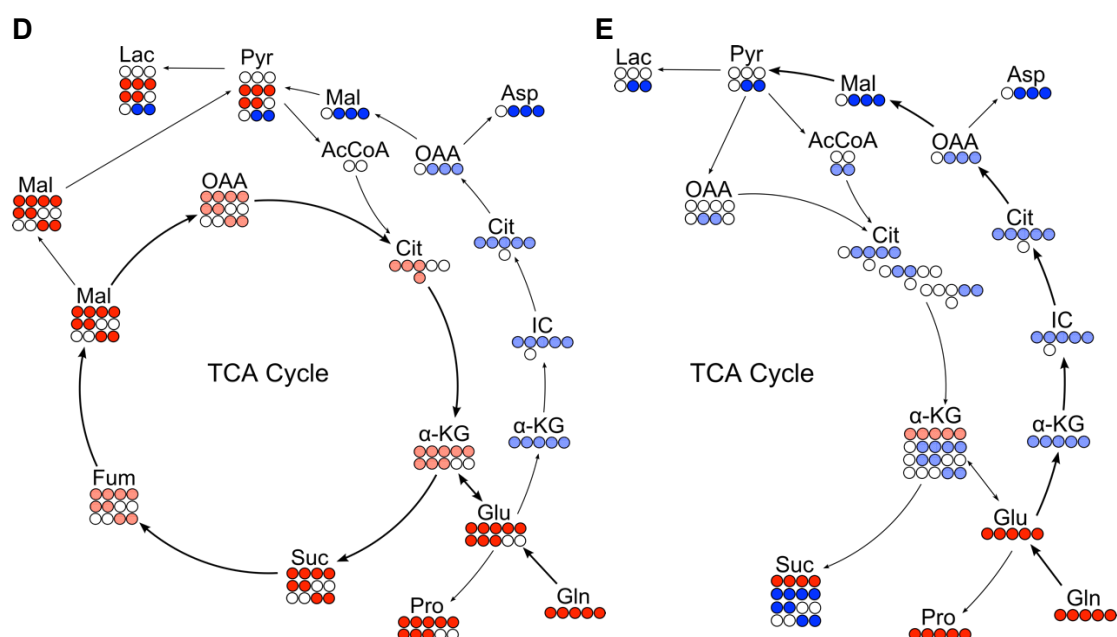 D
Lac
Pyr
Mal
Asp
AcCoA
OAA
Mal
OAA
Cit
Cit
Mal
IC
TCA Cycle
α-KG
α-KG
Fum
Glu
Suc
Pro
Gln
E
Lac
Pyr
Mal
Asp
AcCoA
OAA
OAA
Cit
Cit
IC
TCA Cycle
α-KG
α-KG
Glu
Suc
Pro
Gln